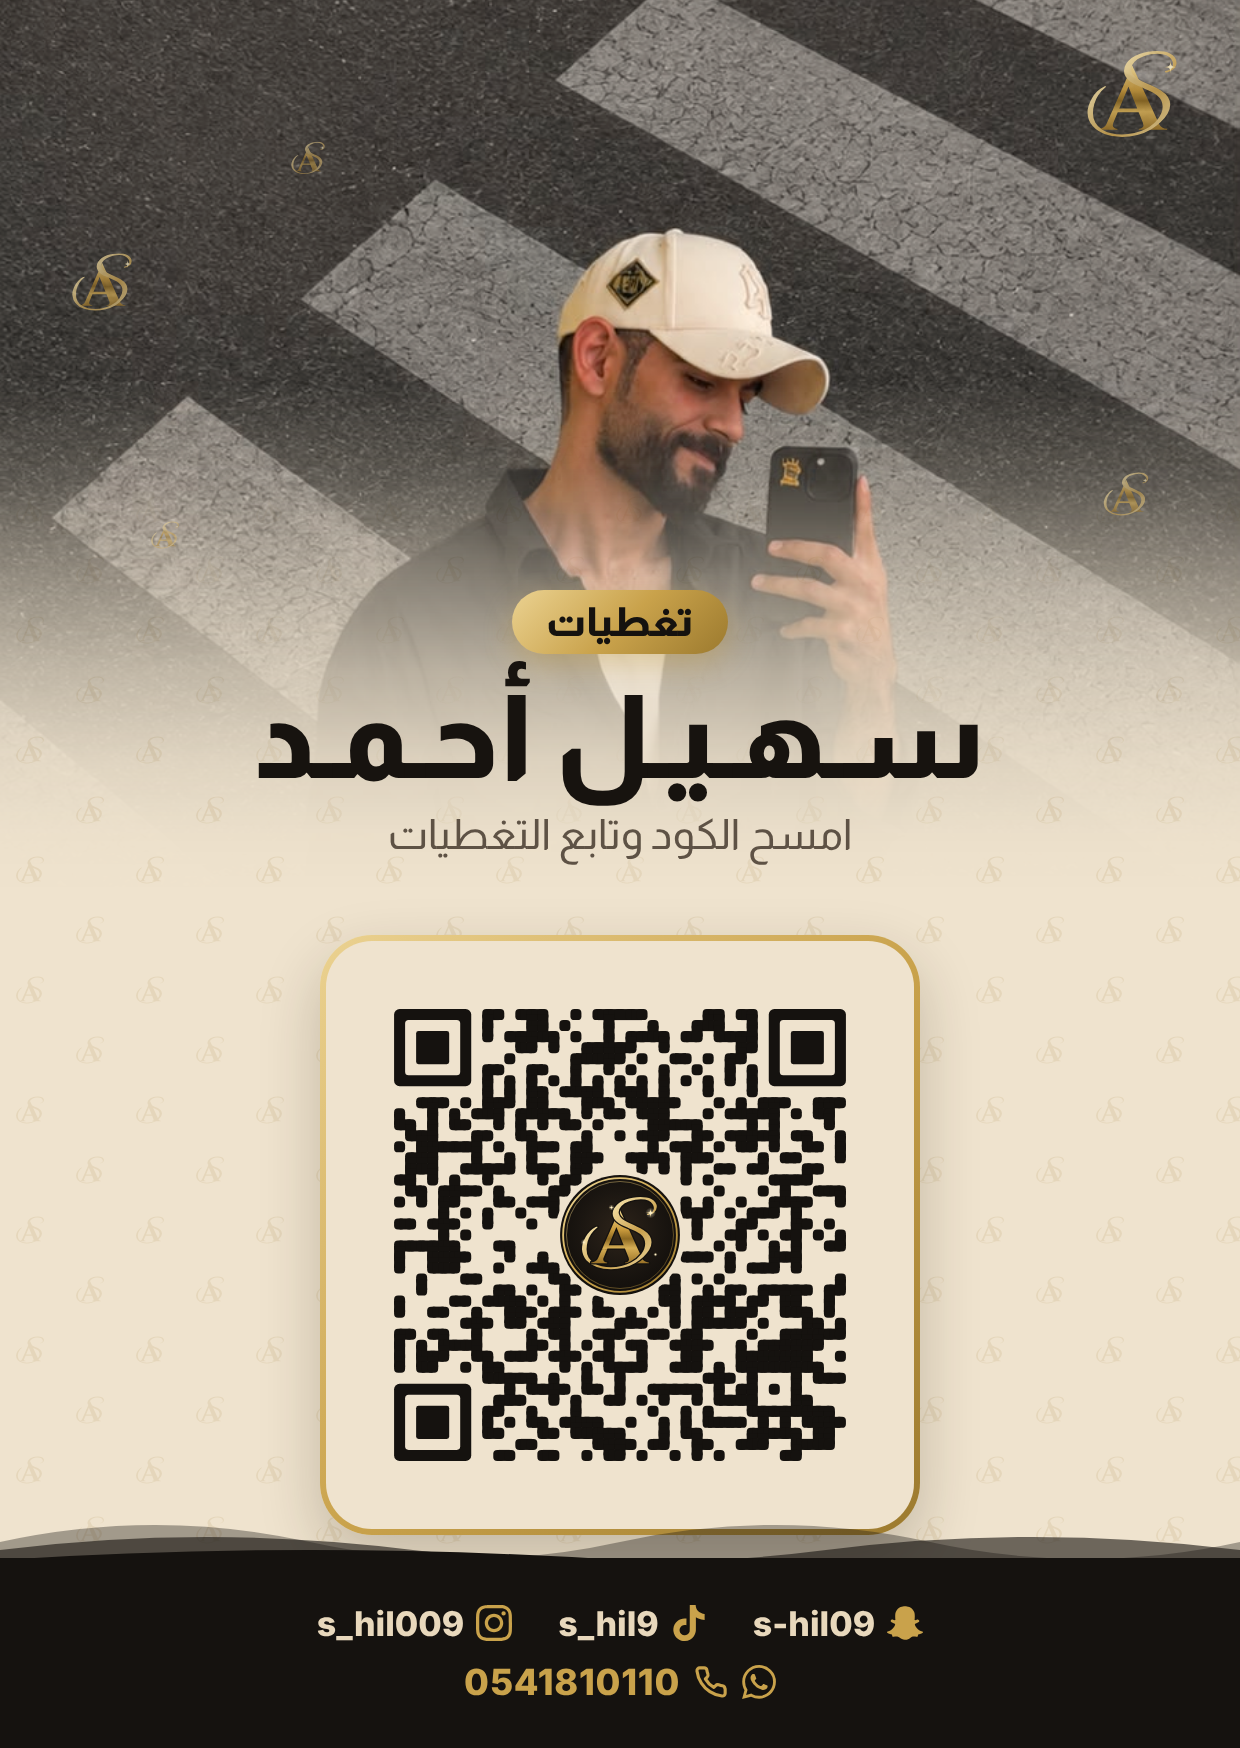 تغطيات
سهيل أحمد
امسح الكود وتابع التغطيات
s_hil009 s_hil9 s-hil09
0541810110